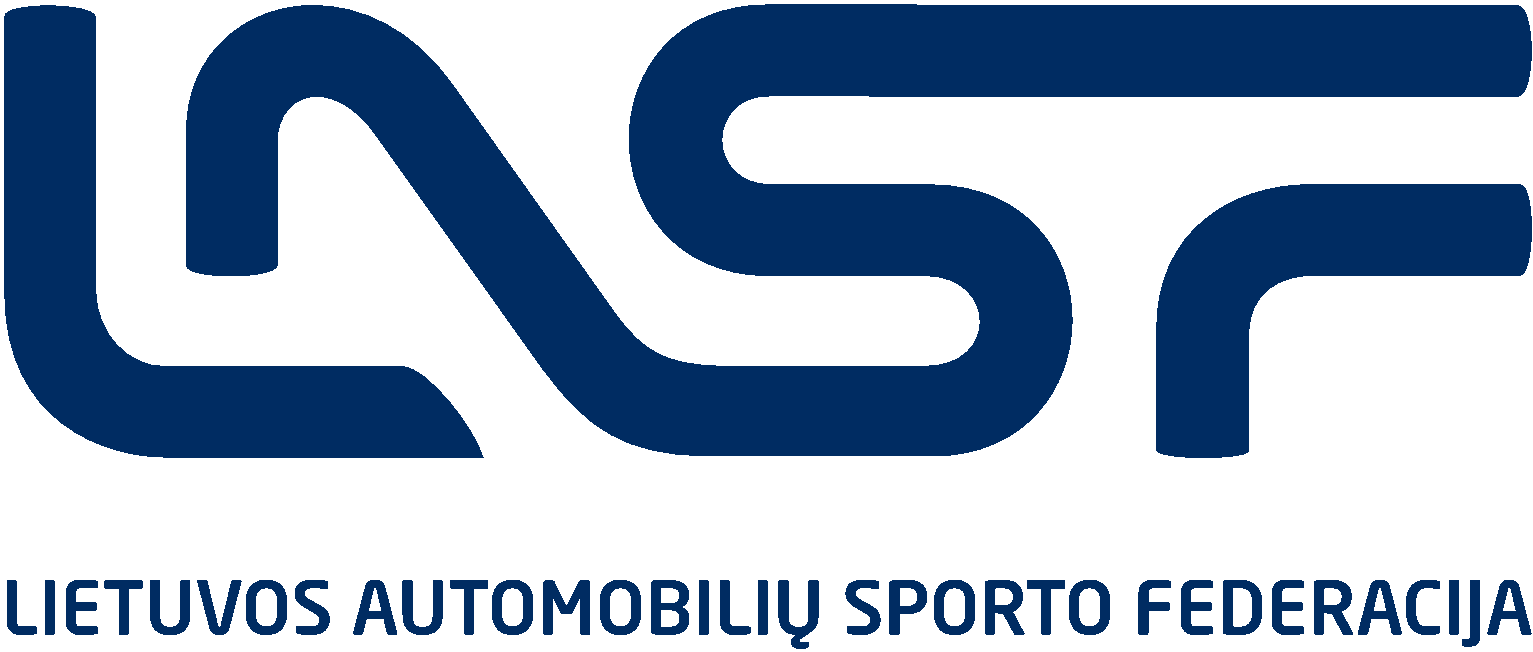 LASF
LIETUVOS AUTOMOBILIŲ SPORTO FEDERACIJA